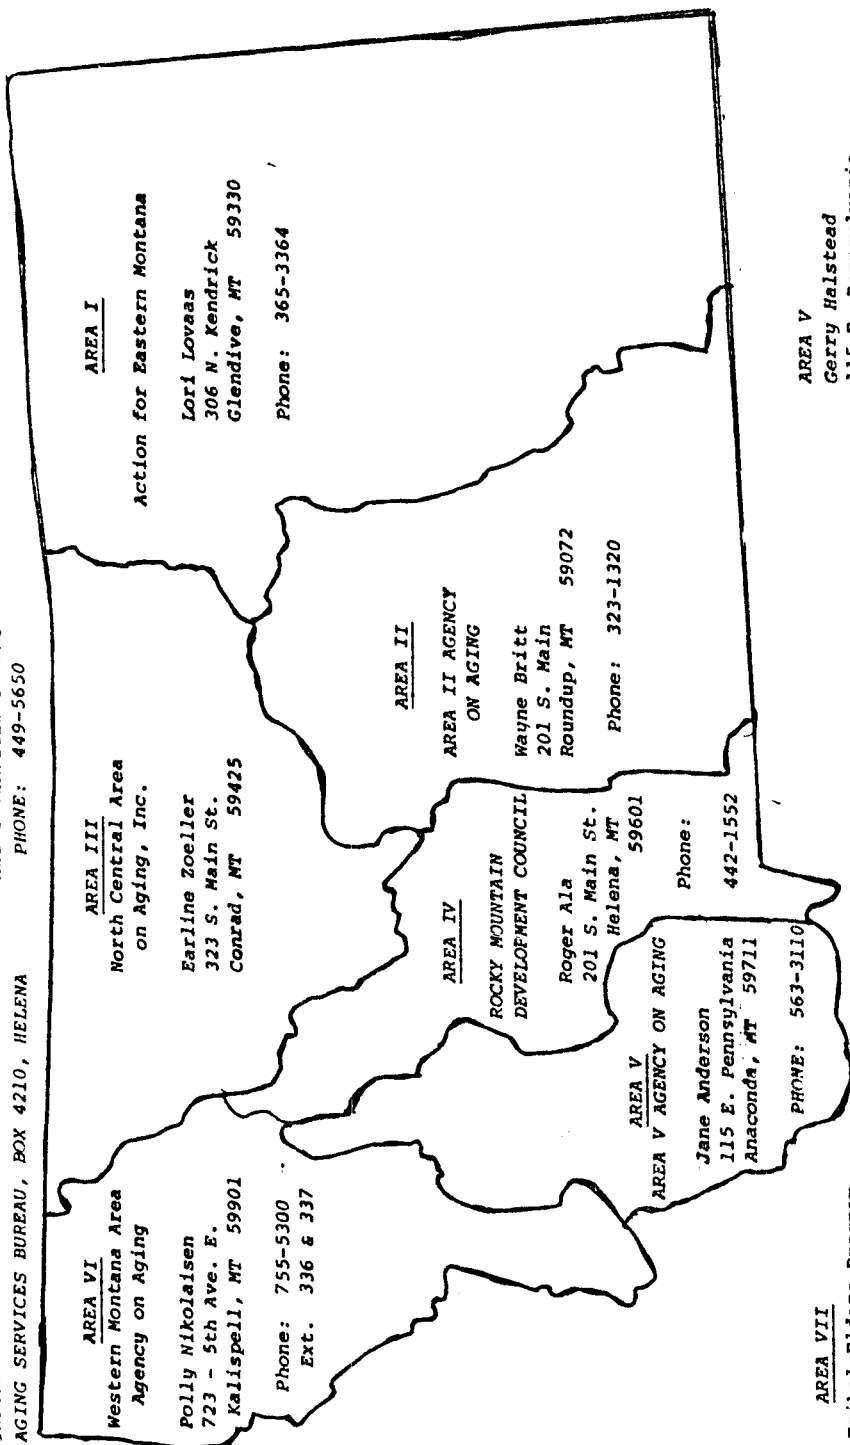 AGING SERVICES BUREAU, BOX 4210, HELENA PHONE: 449-5650
AREA VI
Western Montana Area
Agency on Aging
Polly Nikolaisen
723 - 5th Ave. E.
Kalispell, MT 59901
Phone: 755-5300
Ext. 336 & 337
AREA III
North Central Area
on Aging, Inc.
Earline Zoeller
323 S. Main St.
Conrad, MT 59425
AREA I
Action for Eastern Montana
Lori Lovaas
306 N. Kendrick
Glendive, MT 59330
Phone: 365-3364
AREA II
AREA II AGENCY
ON AGING
Wayne Britt
201 S. Main
Roundup, MT 59072
Phone: 323-1320
AREA IV
ROCKY MOUNTAIN
DEVELOPMENT COUNCIL
Roger Ala
201 S. Main St.
Helena, MT
59601
Phone:
442-1552
AREA V
AREA V AGENCY ON AGING
Jane Anderson
115 E. Pennsylvania
Anaconda, MT 59711
PHONE: 563-3110
AREA VII
AREA V
Gerry Halstead
115 E. Pennsylvania